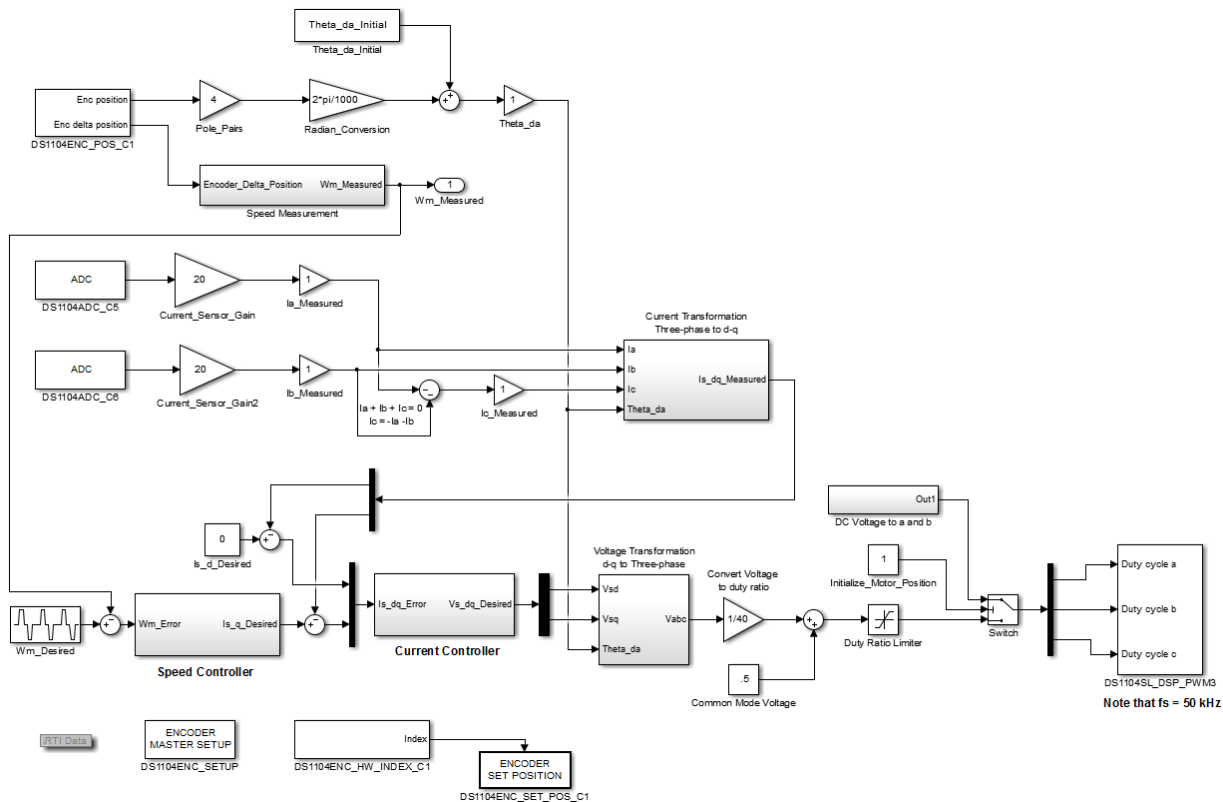 Theta_da_Initial
Theta_da_Initial
Enc position
Enc delta position
DS1104ENC_POS_C1
4
Pole_Pairs
2*pi/1000
Radian_Conversion
1
Theta_da
Encoder_Delta_Position
Wm_Measured
Speed Measurement
1
Wm_Measured
ADC
DS1104ADC_C5
20
Current_Sensor_Gain
1
Ia_Measured
ADC
DS1104ADC_C6
20
Current_Sensor_Gain2
1
Ib_Measured
Ia + Ib + Ic = 0
Ic = -Ia -Ib
1
Ic_Measured
Current Transformation
Three-phase to d-q
Ia
Ib
Ic
Theta_da
Is_dq_Measured
0
Is_d_Desired
Wm_Desired
Wm_Error
Is_q_Desired
Speed Controller
Is_dq_Error
Vs_dq_Desired
Current Controller
Voltage Transformation
d-q to Three-phase
Vsd
Vsq
Theta_da
Vabc
Convert Voltage
to duty ratio
1/40
.5
Common Mode Voltage
Duty Ratio Limiter
Out1
DC Voltage to a and b
1
Initialize_Motor_Position
Switch
Duty cycle a
Duty cycle b
Duty cycle c
DS1104SL_DSP_PWM3
Note that fs = 50 kHz
RTI Data
ENCODER
MASTER SETUP
DS1104ENC_SETUP
Index
DS1104ENC_HW_INDEX_C1
ENCODER
SET POSITION
DS1104ENC_SET_POS_C1